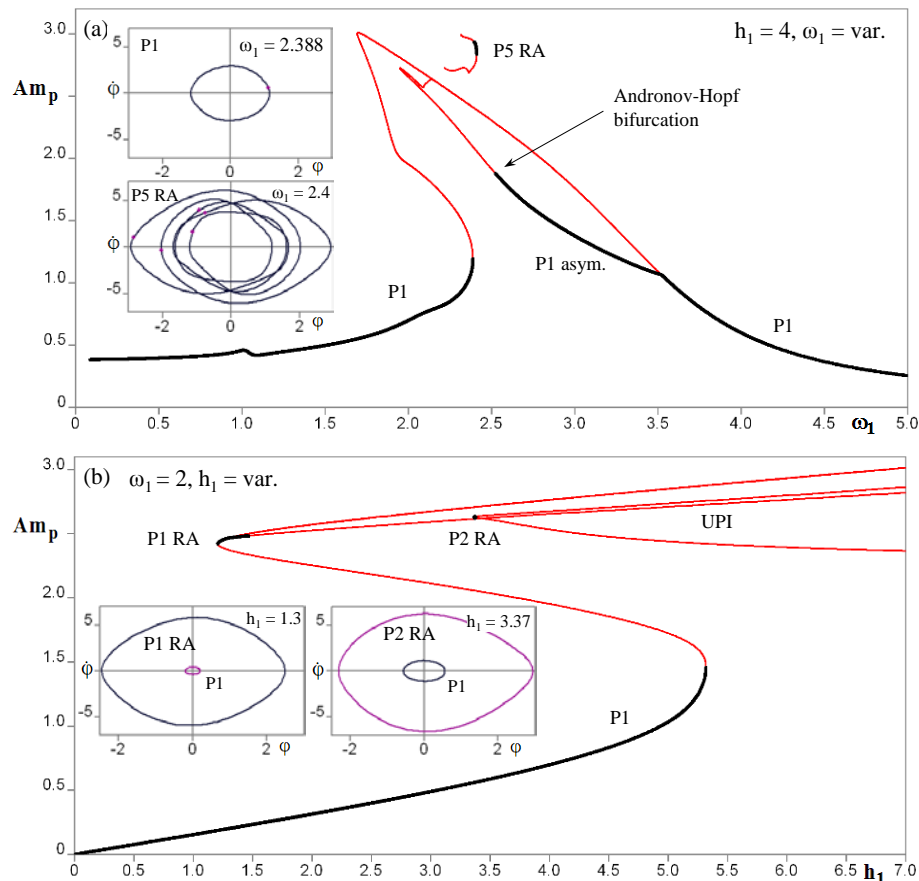 (a)
h₁ = 4, ω₁ = var.
Am_p
3.0
2.5
2.0
1.5
1.0
0.5
0
P1
ω₁ = 2.388
5
φ̇
-5
-2
0
2
φ
P5 RA
ω₁ = 2.4
5
φ̇
-5
-2
0
2
φ
P5 RA
Andronov-Hopf
bifurcation
P1 asym.
P1
P1
0
0.5
1.0
1.5
2.0
2.5
3.0
3.5
4.0
4.5
5.0
ω₁
(b)
ω₁ = 2, h₁ = var.
Am_p
3.0
2.5
2.0
1.5
1.0
0.5
0
P1 RA
P2 RA
UPI
h₁ = 1.3
P1 RA
5
φ̇
P1
-5
-2
0
2
φ
h₁ = 3.37
P2 RA
5
φ̇
P1
-5
-2
0
2
φ
P1
0
0.5
1.0
1.5
2.0
2.5
3.0
3.5
4.0
4.5
5.0
5.5
6.0
6.5
7.0
h₁